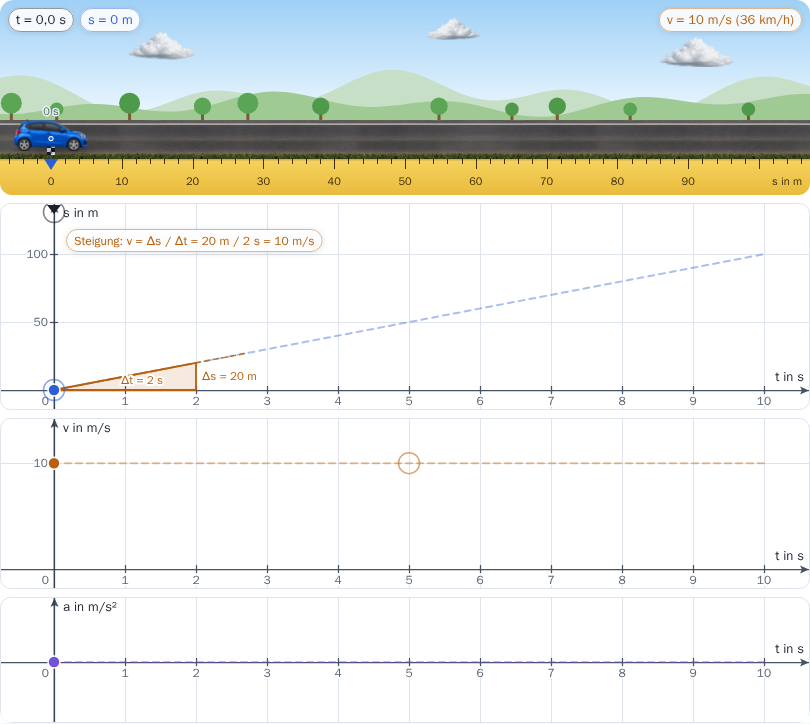 t = 0,0 s
s = 0 m
v = 10 m/s (36 km/h)
0 s
0 10 20 30 40 50 60 70 80 90 s in m
s in m
Steigung: v = Δs / Δt = 20 m / 2 s = 10 m/s
100
50
Δt = 2 s
Δs = 20 m
t in s
0 1 2 3 4 5 6 7 8 9 10
v in m/s
10
t in s
0 1 2 3 4 5 6 7 8 9 10
a in m/s²
t in s
0 1 2 3 4 5 6 7 8 9 10